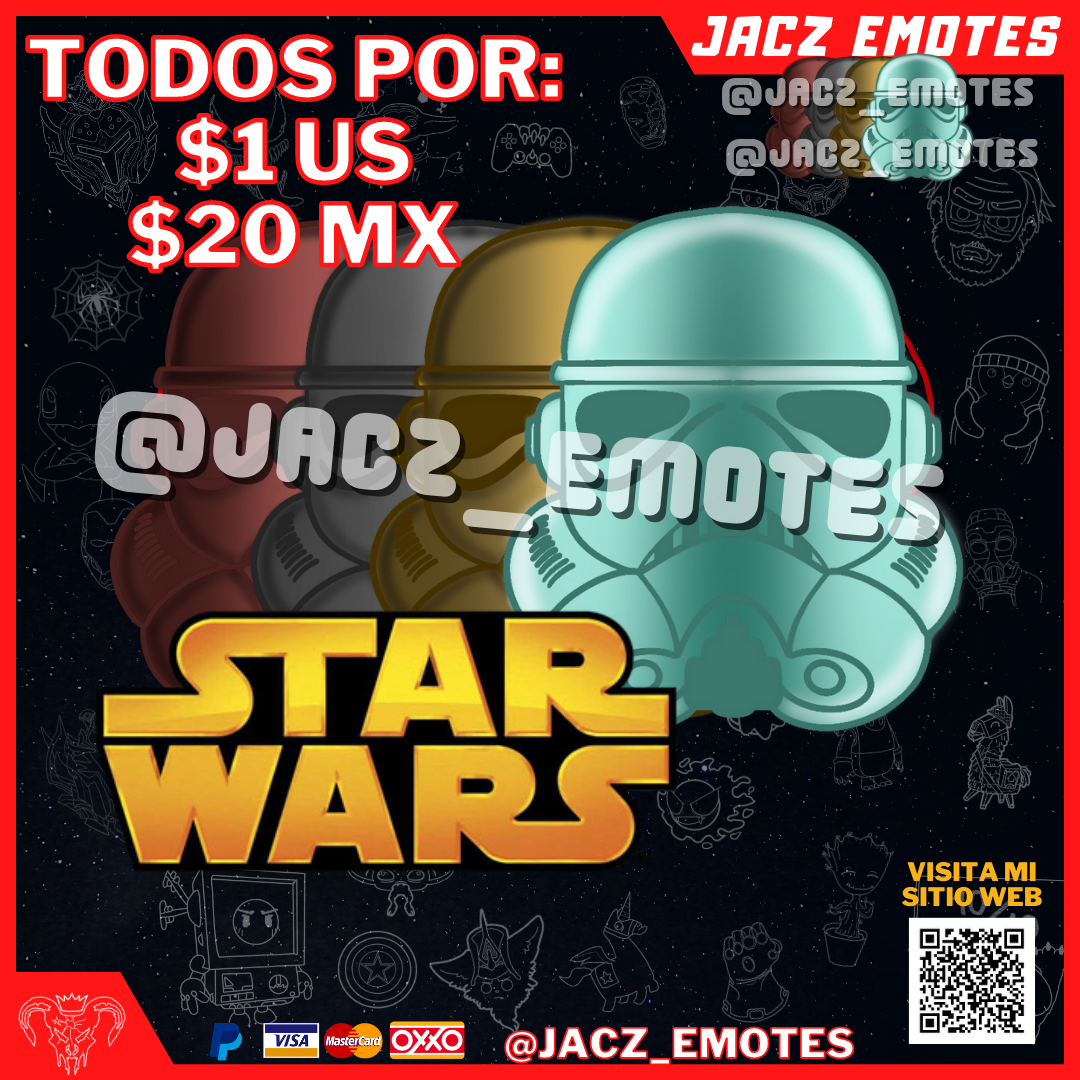 JACZ EMOTES
TODOS POR:
$1 US
$20 MX
@JACZ_EMOTES
@JACZ_EMOTES
@JACZ_EMOTES
STAR
WARS
VISITA MI
SITIO WEB
VISA
MasterCard
OXXO
@JACZ_EMOTES